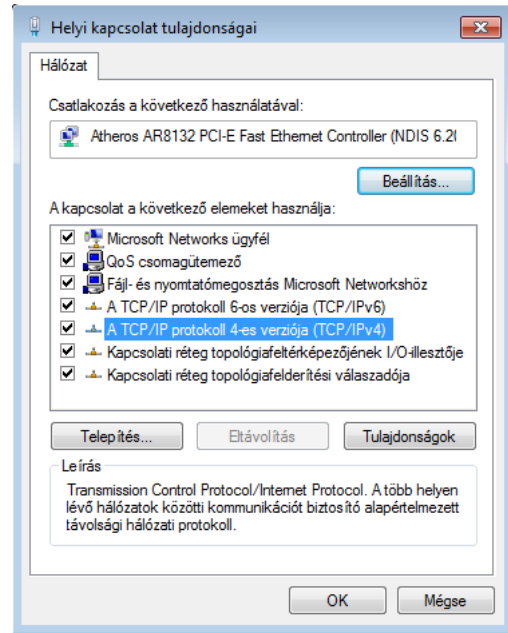 Helyi kapcsolat tulajdonságai
Hálózat
Csatlakozás a következő használatával:
Atheros AR8132 PCI-E Fast Ethernet Controller (NDIS 6.2(
Beállítás...
A kapcsolat a következő elemeket használja:
Microsoft Networks ügyfél
QoS csomagütemező
Fájl- és nyomtatómegosztás Microsoft Networkshöz
A TCP/IP protokoll 6-os verziója (TCP/IPv6)
A TCP/IP protokoll 4-es verziója (TCP/IPv4)
Kapcsolati réteg topológiafeltérképezőjének I/O-illesztője
Kapcsolati réteg topológiafelderítési válaszadója
Telepítés...
Eltávolítás
Tulajdonságok
Leírás
Transmission Control Protocol/Internet Protocol. A több helyen
lévő hálózatok közötti kommunikációt biztosító alapértelmezett
távolsági hálózati protokoll.
OK
Mégse